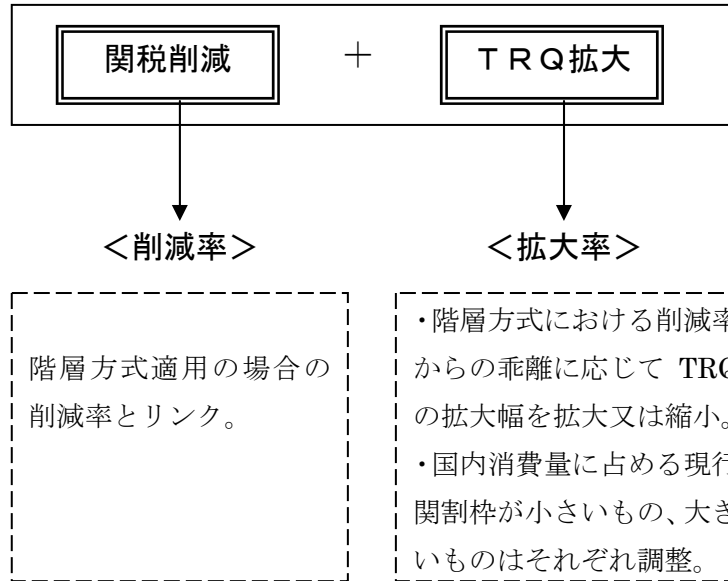 関税削減 ＋ ＴＲＱ拡大
＜削減率＞
階層方式適用の場合の
削減率とリンク。
＜拡大率＞
・階層方式における削減率
からの乖離に応じて TRQ
の拡大幅を拡大又は縮小。
・国内消費量に占める現行
関割枠が小さいもの、大き
いものはそれぞれ調整。